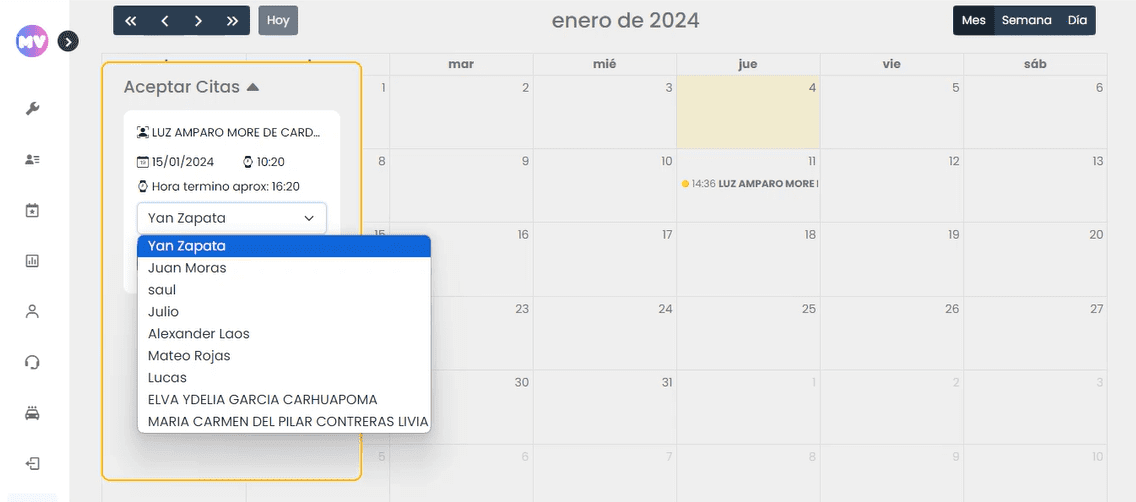 MV
Hoy
enero de 2024
Mes Semana Día
mar mié jue vie sáb
Aceptar Citas
LUZ AMPARO MORE DE CARD...
15/01/2024 10:20
Hora termino aprox: 16:20
Yan Zapata
Yan Zapata
Juan Moras
saul
Julio
Alexander Laos
Mateo Rojas
Lucas
ELVA YDELIA GARCIA CARHUAPOMA
MARIA CARMEN DEL PILAR CONTRERAS LIVIA
1 2 3 4 5 6
8 9 10 11 12 13
14:36 LUZ AMPARO MORE
15 16 17 18 19 20
23 24 25 26 27
30 31 1 2 3
5 6 7 8 9 10